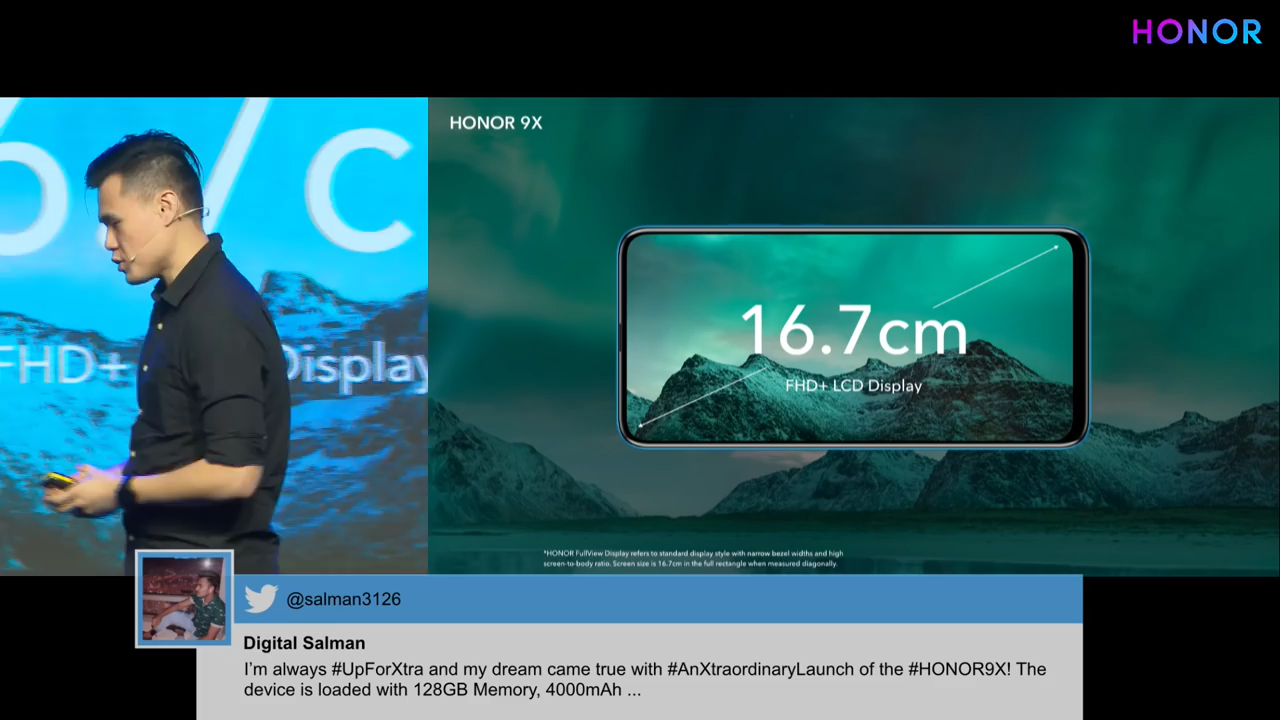 HONOR
HONOR 9X
6
/c
FHD+
Display
16.7cm
FHD+ LCD Display
*HONOR FullView Display refers to standard display style with narrow bezel widths and high
screen-to-body ratio. Screen size is 16.7cm in the full rectangle when measured diagonally.
@salman3126
Digital Salman
I'm always #UpForXtra and my dream came true with #AnXtraordinaryLaunch of the #HONOR9X! The
device is loaded with 128GB Memory, 4000mAh ...